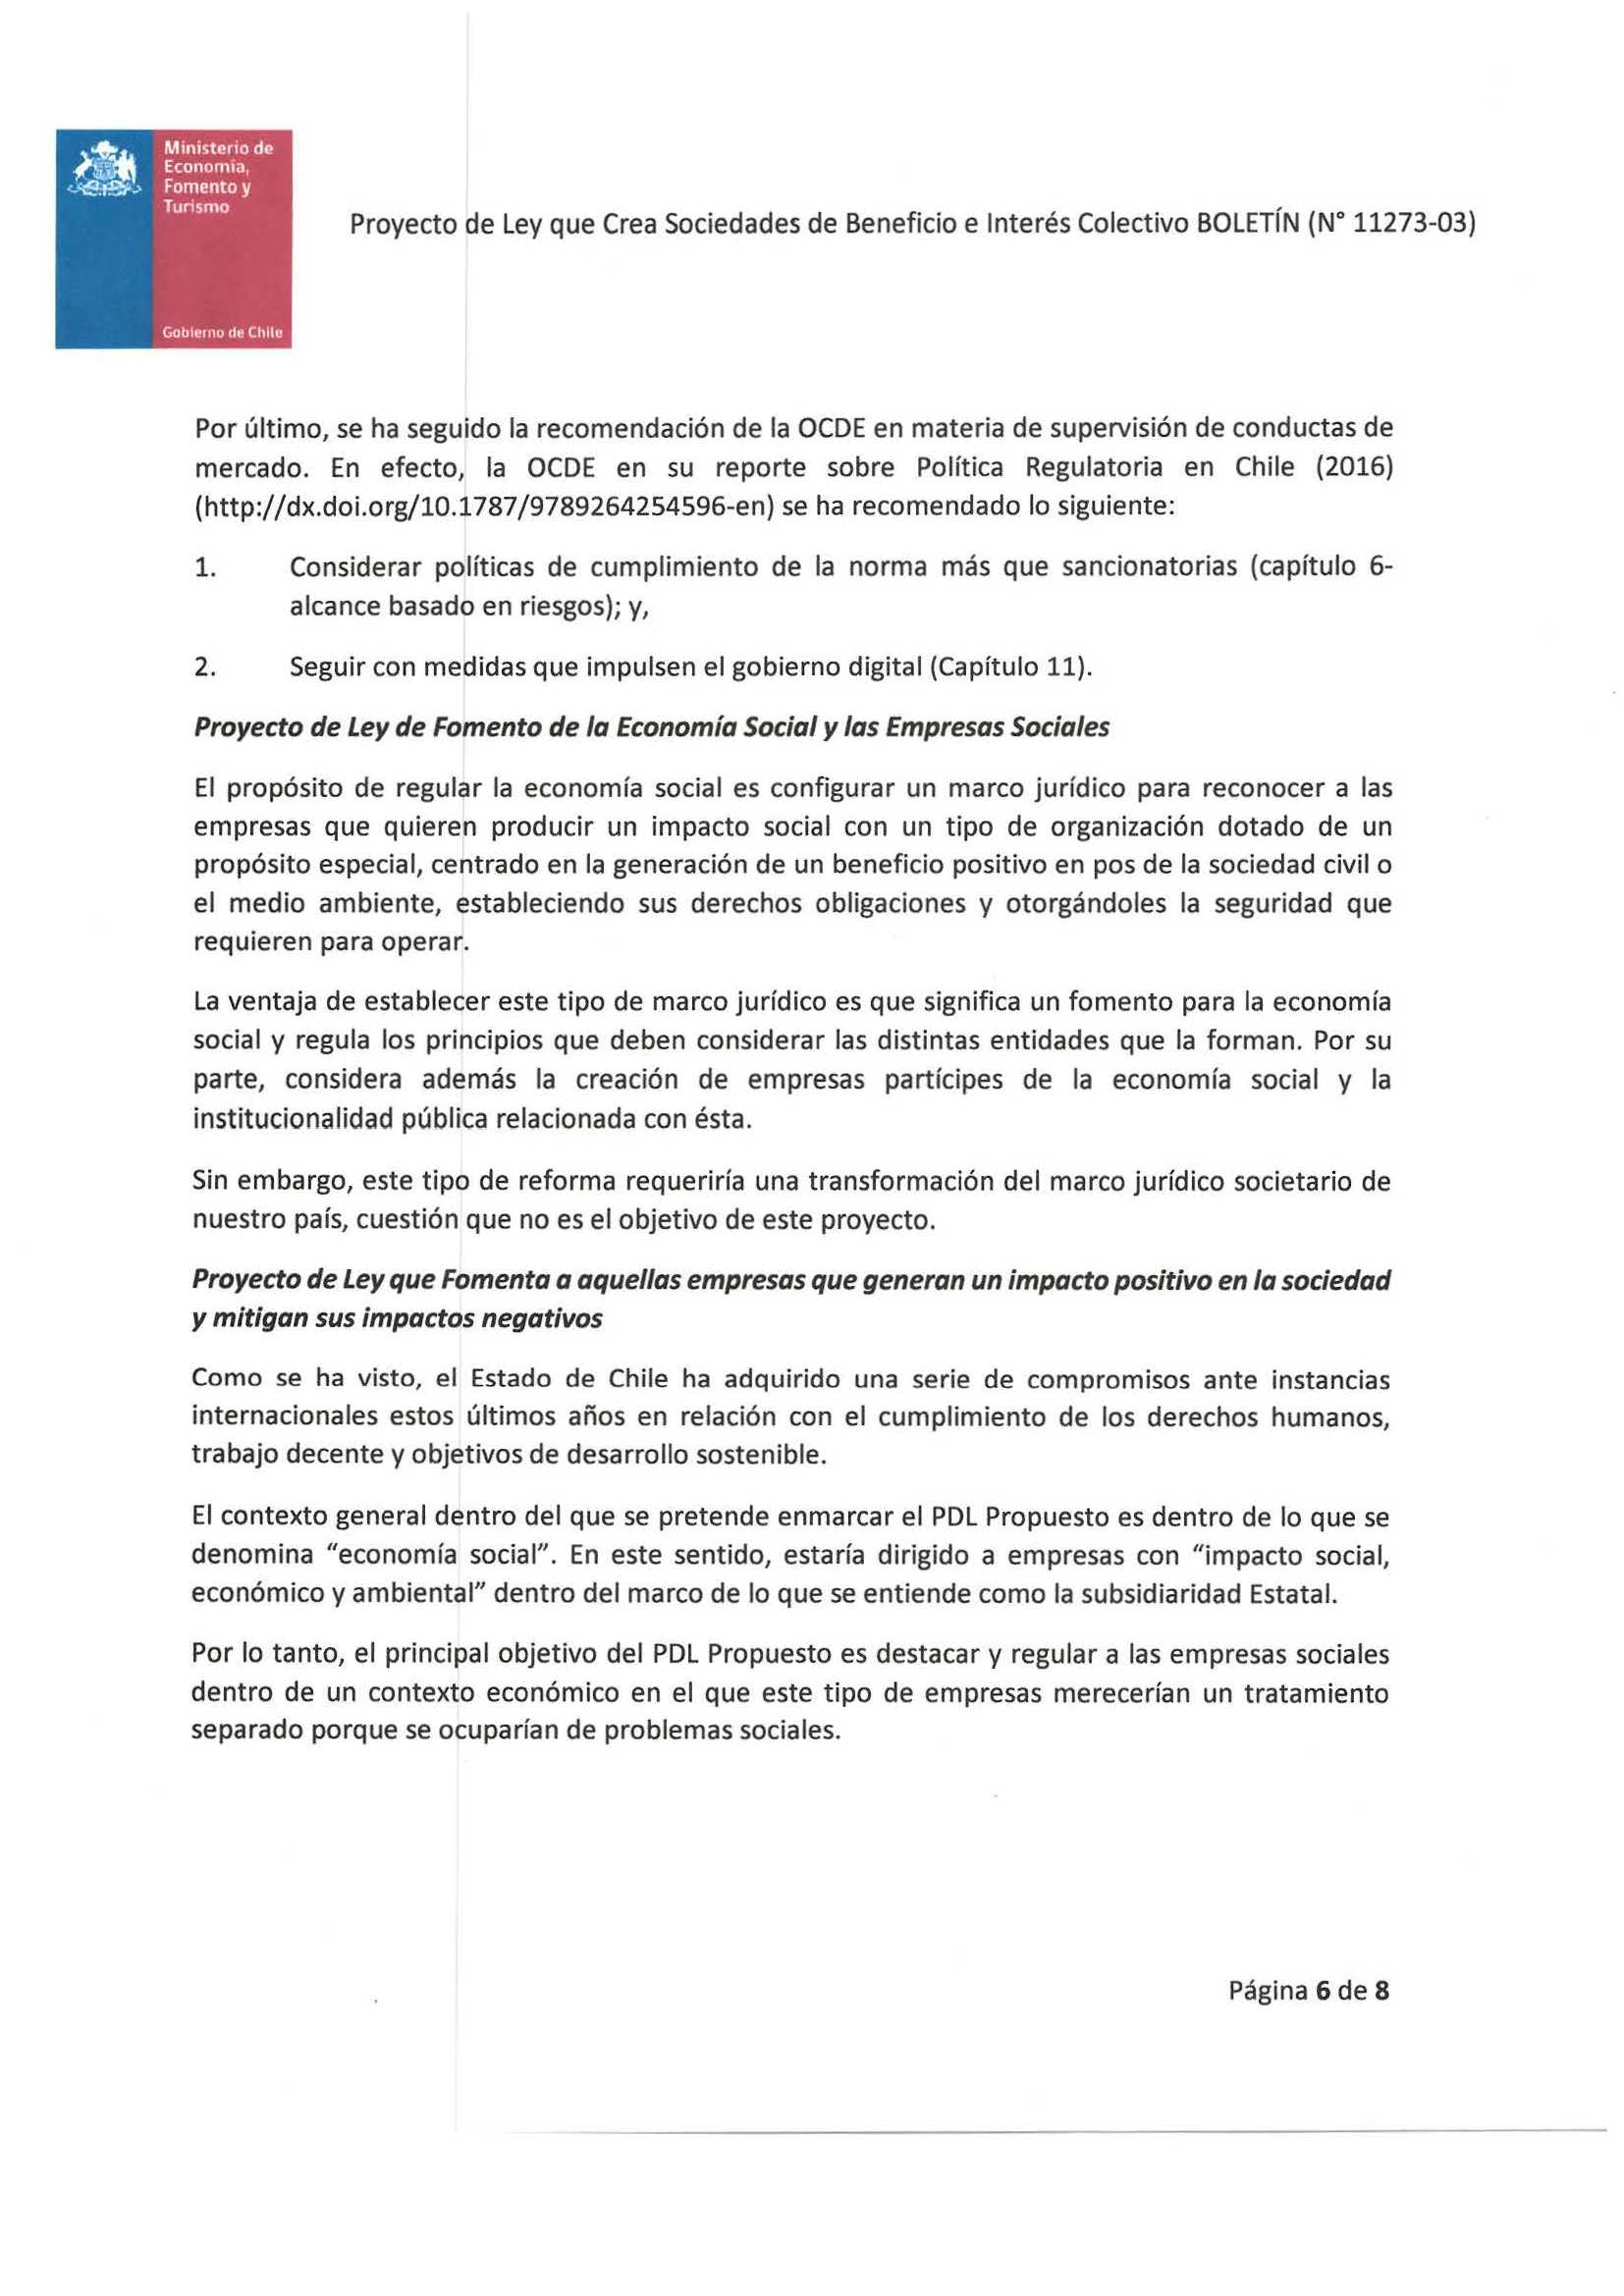 Ministerio de
Economía,
Fomento y
Turismo
Gobierno de Chile
Proyecto de Ley que Crea Sociedades de Beneficio e Interés Colectivo BOLETÍN (N° 11273-03)
Por último, se ha seguido la recomendación de la OCDE en materia de supervisión de conductas de
mercado. En efecto, la OCDE en su reporte sobre Política Regulatoria en Chile (2016)
(http://dx.doi.org/10.1787/9789264254596-en) se ha recomendado lo siguiente:
1. Considerar políticas de cumplimiento de la norma más que sancionatorias (capítulo 6-
alcance basado en riesgos); y,
2. Seguir con medidas que impulsen el gobierno digital (Capítulo 11).
Proyecto de Ley de Fomento de la Economía Social y las Empresas Sociales
El propósito de regular la economía social es configurar un marco jurídico para reconocer a las
empresas que quieren producir un impacto social con un tipo de organización dotado de un
propósito especial, centrado en la generación de un beneficio positivo en pos de la sociedad civil o
el medio ambiente, estableciendo sus derechos obligaciones y otorgándoles la seguridad que
requieren para operar.
La ventaja de establecer este tipo de marco jurídico es que significa un fomento para la economía
social y regula los principios que deben considerar las distintas entidades que la forman. Por su
parte, considera además la creación de empresas partícipes de la economía social y la
institucionalidad pública relacionada con ésta.
Sin embargo, este tipo de reforma requeriría una transformación del marco jurídico societario de
nuestro país, cuestión que no es el objetivo de este proyecto.
Proyecto de Ley que Fomenta a aquellas empresas que generan un impacto positivo en la sociedad
y mitigan sus impactos negativos
Como se ha visto, el Estado de Chile ha adquirido una serie de compromisos ante instancias
internacionales estos últimos años en relación con el cumplimiento de los derechos humanos,
trabajo decente y objetivos de desarrollo sostenible.
El contexto general dentro del que se pretende enmarcar el PDL Propuesto es dentro de lo que se
denomina “economía social”. En este sentido, estaría dirigido a empresas con “impacto social,
económico y ambiental” dentro del marco de lo que se entiende como la subsidiaridad Estatal.
Por lo tanto, el principal objetivo del PDL Propuesto es destacar y regular a las empresas sociales
dentro de un contexto económico en el que este tipo de empresas merecerían un tratamiento
separado porque se ocuparían de problemas sociales.
Página 6 de 8